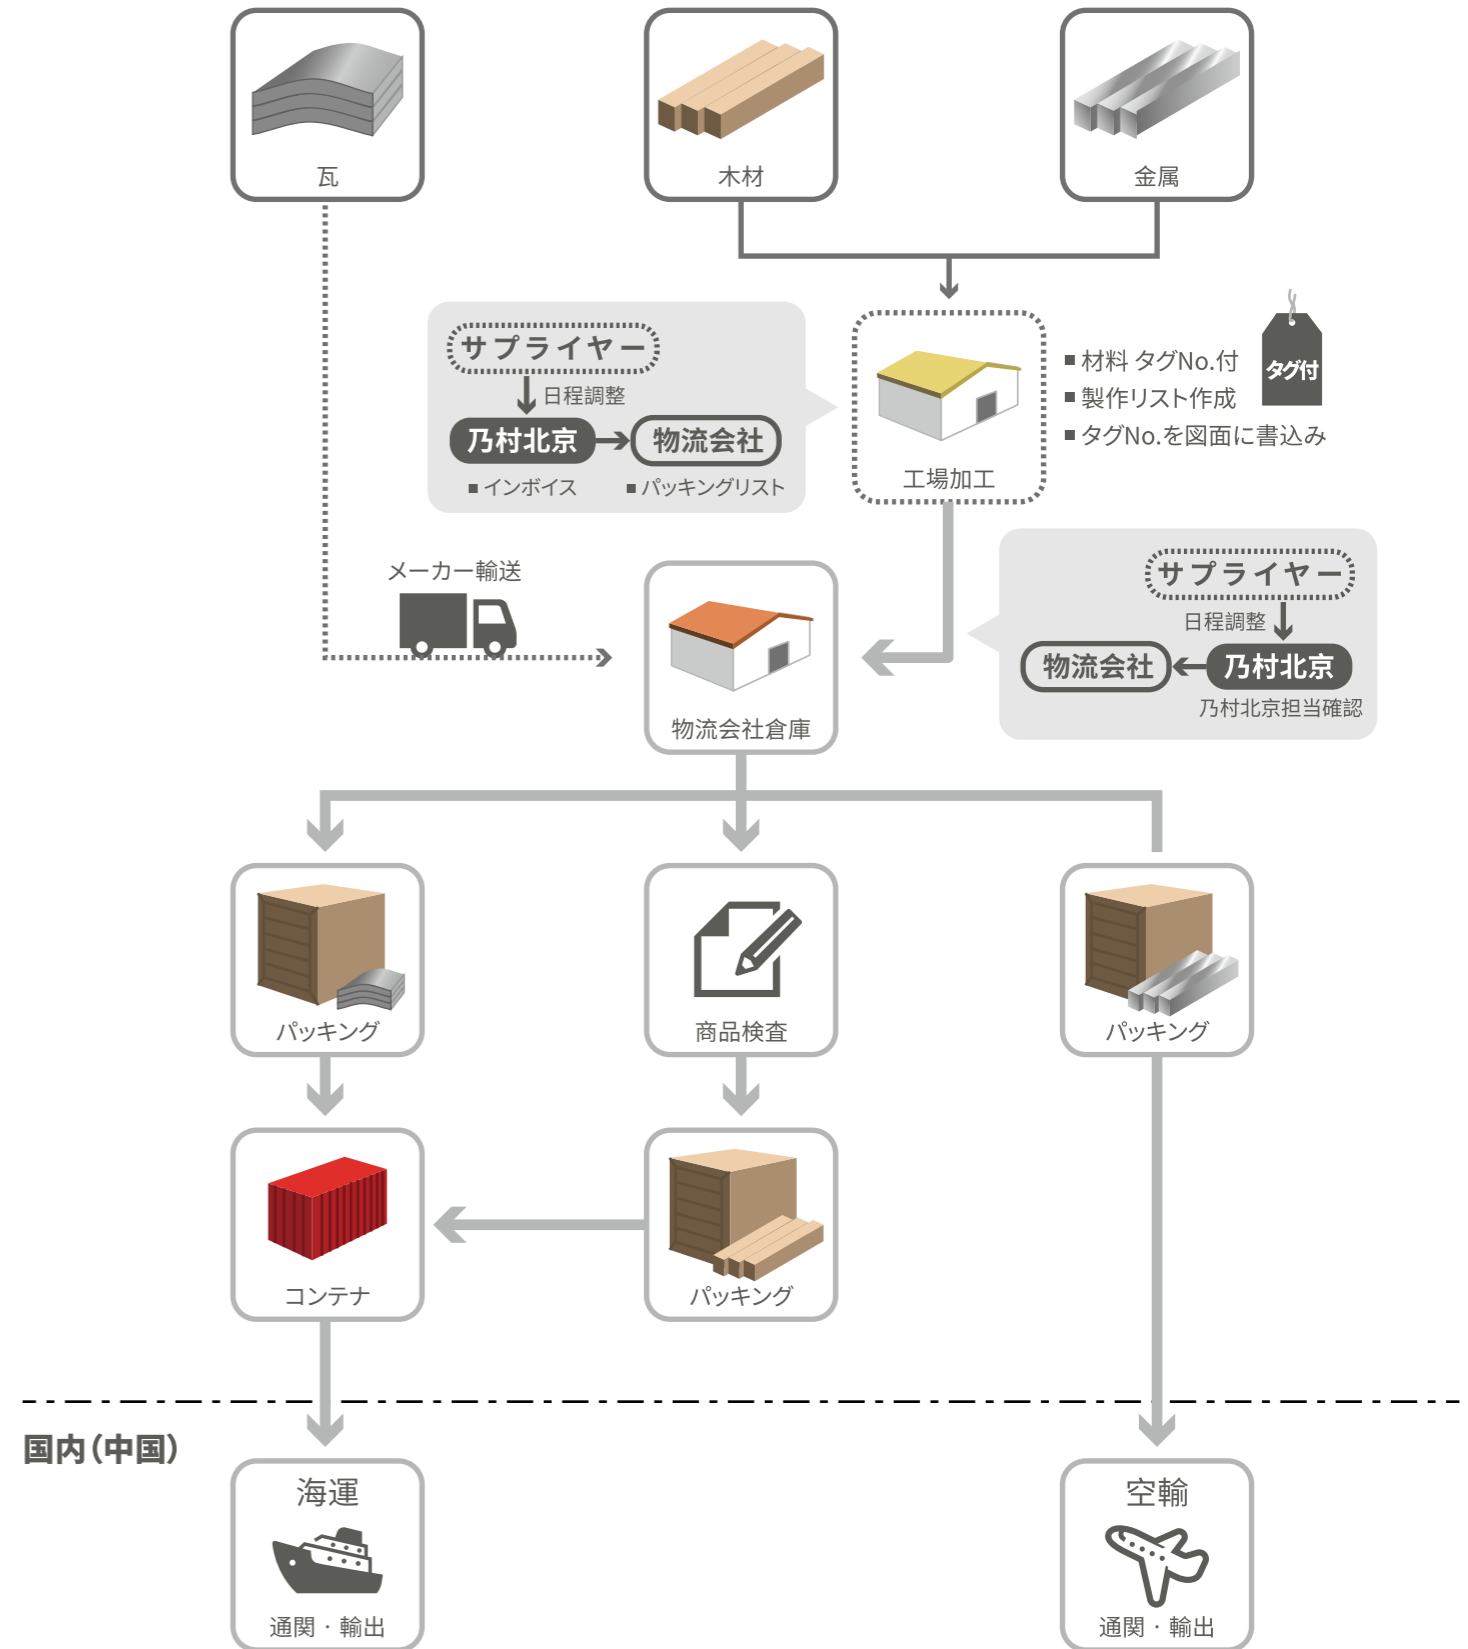 瓦
木材
金属
サプライヤー
日程調整
乃村北京
物流会社
■ インボイス
■ パッキングリスト
工場加工
■ 材料 タグNo.付
■ 製作リスト作成
■ タグNo.を図面に書込み
タグ付
メーカー輸送
物流会社倉庫
サプライヤー
日程調整
物流会社
乃村北京
乃村北京担当確認
パッキング
商品検査
パッキング
コンテナ
パッキング
国内(中国)
海運
通関・輸出
空輸
通関・輸出